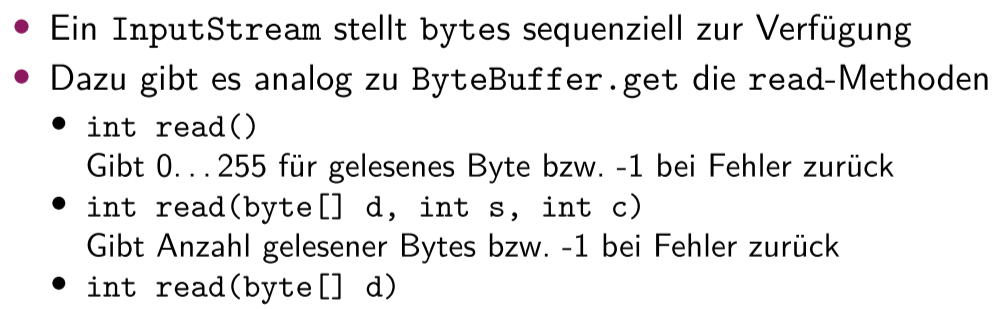 • Ein InputStream stellt bytes sequenziell zur Verfügung
• Dazu gibt es analog zu ByteBuffer.get die read-Methoden
• int read()
Gibt 0...255 für gelesenes Byte bzw. -1 bei Fehler zurück
• int read(byte[] d, int s, int c)
Gibt Anzahl gelesener Bytes bzw. -1 bei Fehler zurück
• int read(byte[] d)